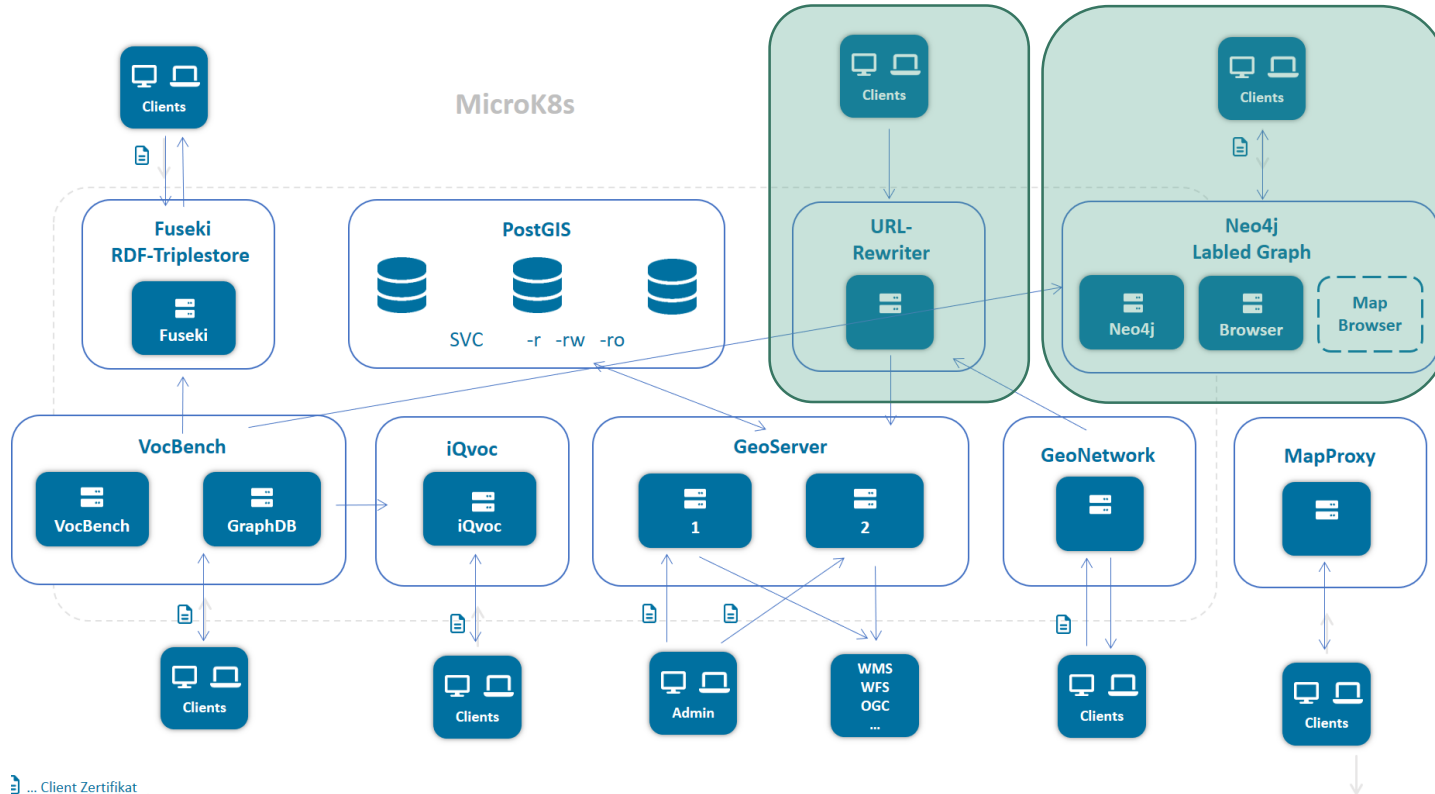 Clients
MicroK8s
Clients
Clients
Fuseki
RDF-Triplestore
Fuseki
PostGIS
SVC -r -rw -ro
URL-
Rewriter
Neo4j
Labled Graph
Neo4j
Browser
Map
Browser
VocBench
VocBench
GraphDB
iQvoc
iQvoc
GeoServer
1
2
GeoNetwork
MapProxy
Clients
Clients
Admin
WMS
WFS
OGC
...
Clients
Clients
... Client Zertifikat